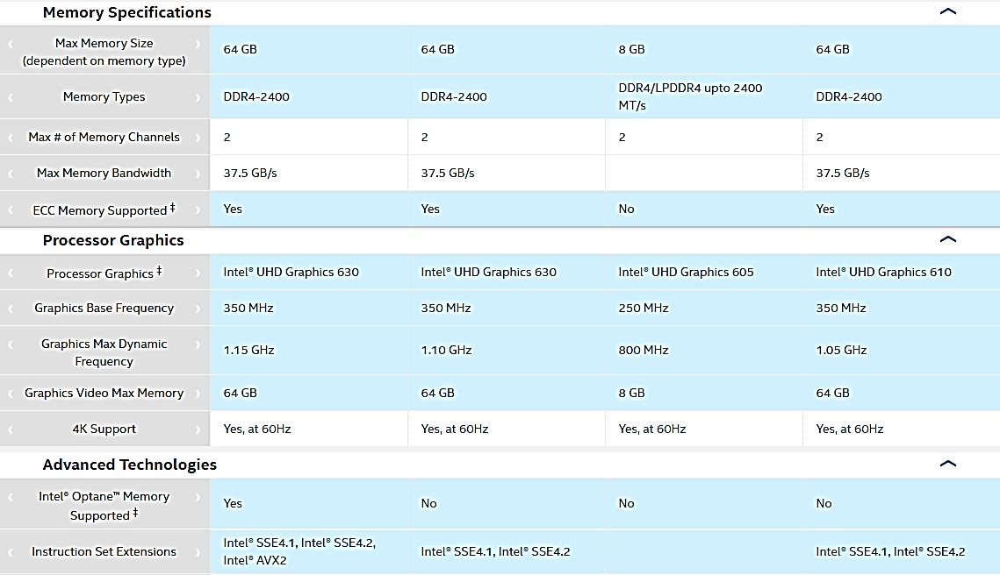 Memory Specifications
Max Memory Size
(dependent on memory type)
64 GB
64 GB
8 GB
64 GB
Memory Types
DDR4-2400
DDR4-2400
DDR4/LPDDR4 upto 2400
MT/s
DDR4-2400
Max # of Memory Channels
2
2
2
2
Max Memory Bandwidth
37.5 GB/s
37.5 GB/s
37.5 GB/s
ECC Memory Supported ‡
Yes
Yes
No
Yes
Processor Graphics
Processor Graphics ‡
Intel® UHD Graphics 630
Intel® UHD Graphics 630
Intel® UHD Graphics 605
Intel® UHD Graphics 610
Graphics Base Frequency
350 MHz
350 MHz
250 MHz
350 MHz
Graphics Max Dynamic
Frequency
1.15 GHz
1.10 GHz
800 MHz
1.05 GHz
Graphics Video Max Memory
64 GB
64 GB
8 GB
64 GB
4K Support
Yes, at 60Hz
Yes, at 60Hz
Yes, at 60Hz
Yes, at 60Hz
Advanced Technologies
Intel® Optane™ Memory
Supported ‡
Yes
No
No
No
Instruction Set Extensions
Intel® SSE4.1, Intel® SSE4.2,
Intel® AVX2
Intel® SSE4.1, Intel® SSE4.2
Intel® SSE4.1, Intel® SSE4.2